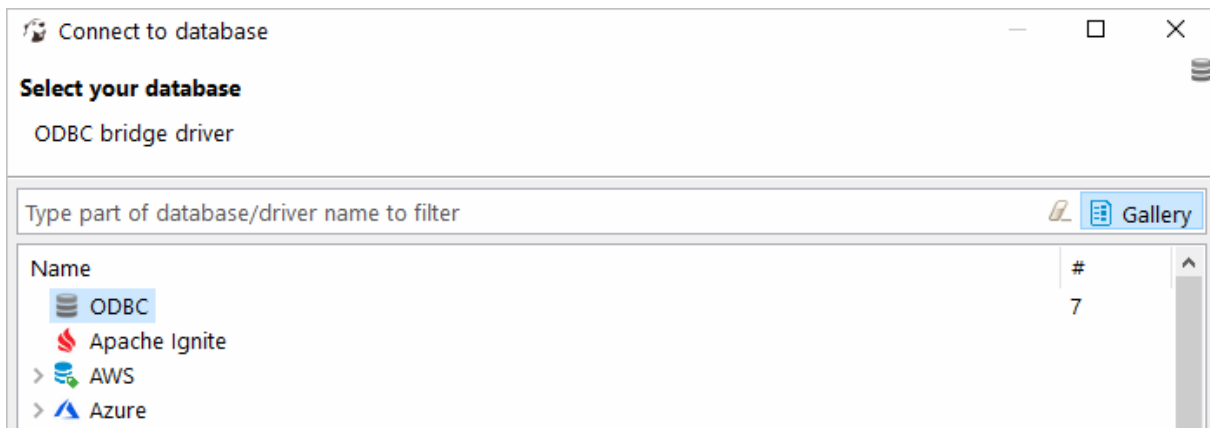 Connect to database
Select your database
ODBC bridge driver
Type part of database/driver name to filter Gallery
Name #
ODBC 7
Apache Ignite
AWS
Azure